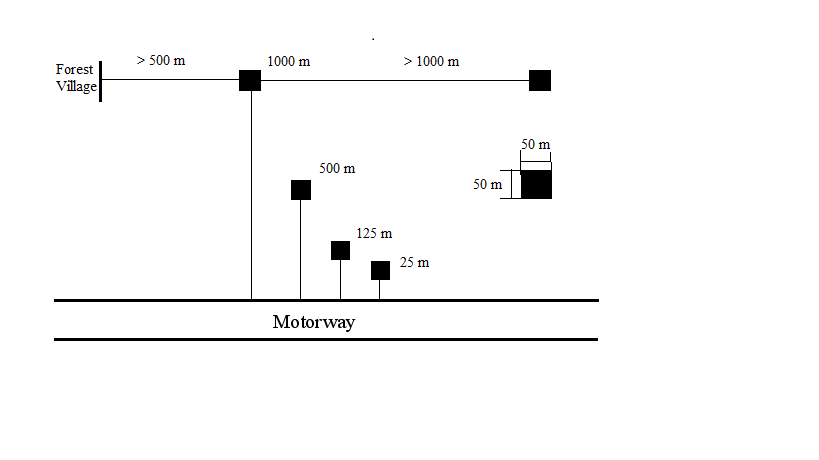 > 500 m
1000 m
> 1000 m
Forest
Village
50 m
500 m
50 m
125 m
25 m
Motorway